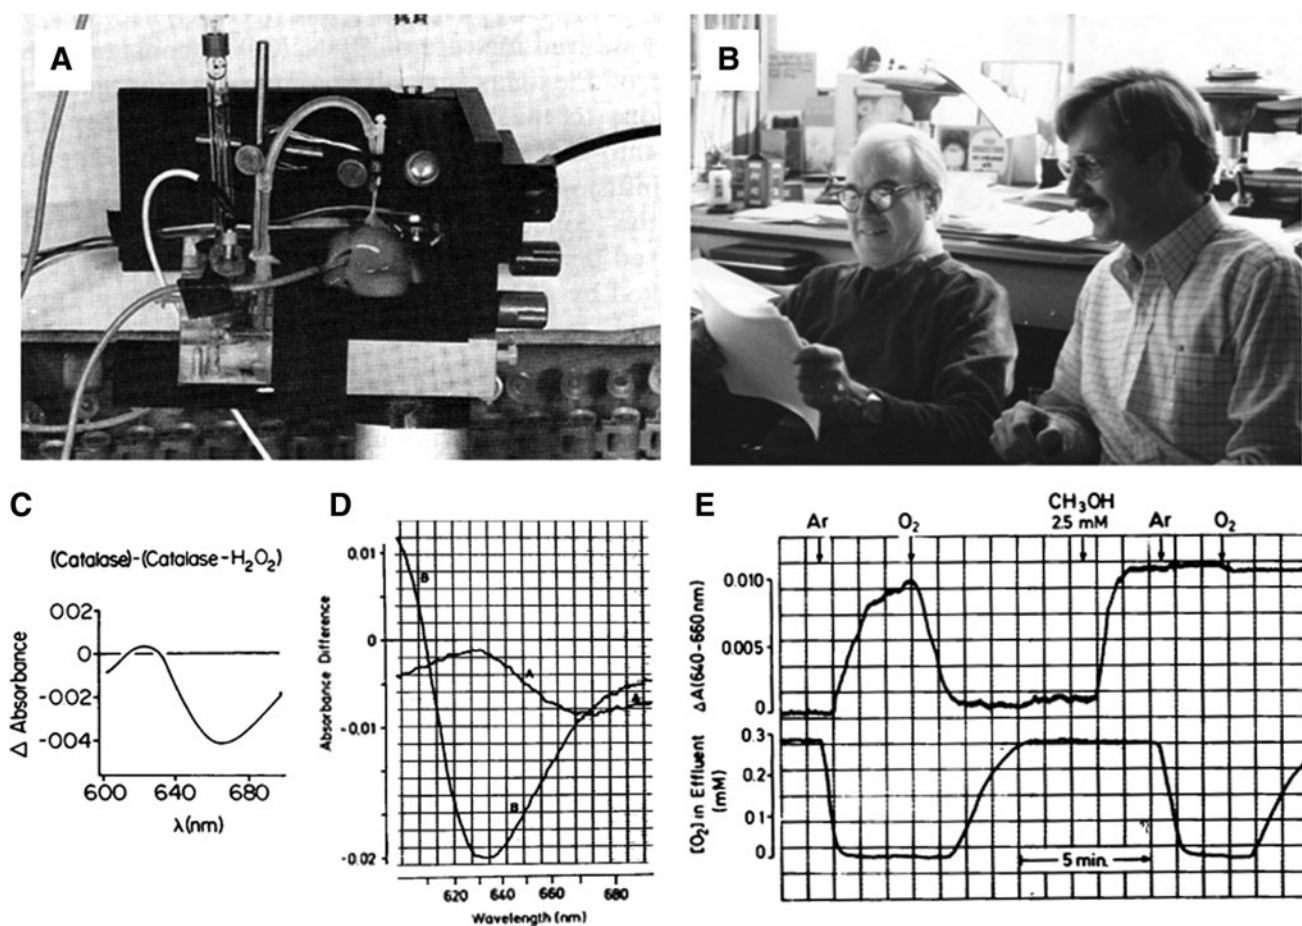 A
B
C
(Catalase)-(Catalase-H₂O₂)
002
0
-002
-004
Δ Absorbance
600
640
680
λ(nm)
D
0.01
0
-0.01
-0.02
Absorbance Difference
B
A
A
B
620
640
660
680
Wavelength (nm)
E
CH₃OH
Ar
O₂
25 mM
Ar
O₂
0.010
0.005
0
ΔA(640-660nm)
0.3
0.2
0.1
0
[O₂] in Effluent
(mM)
5 min.